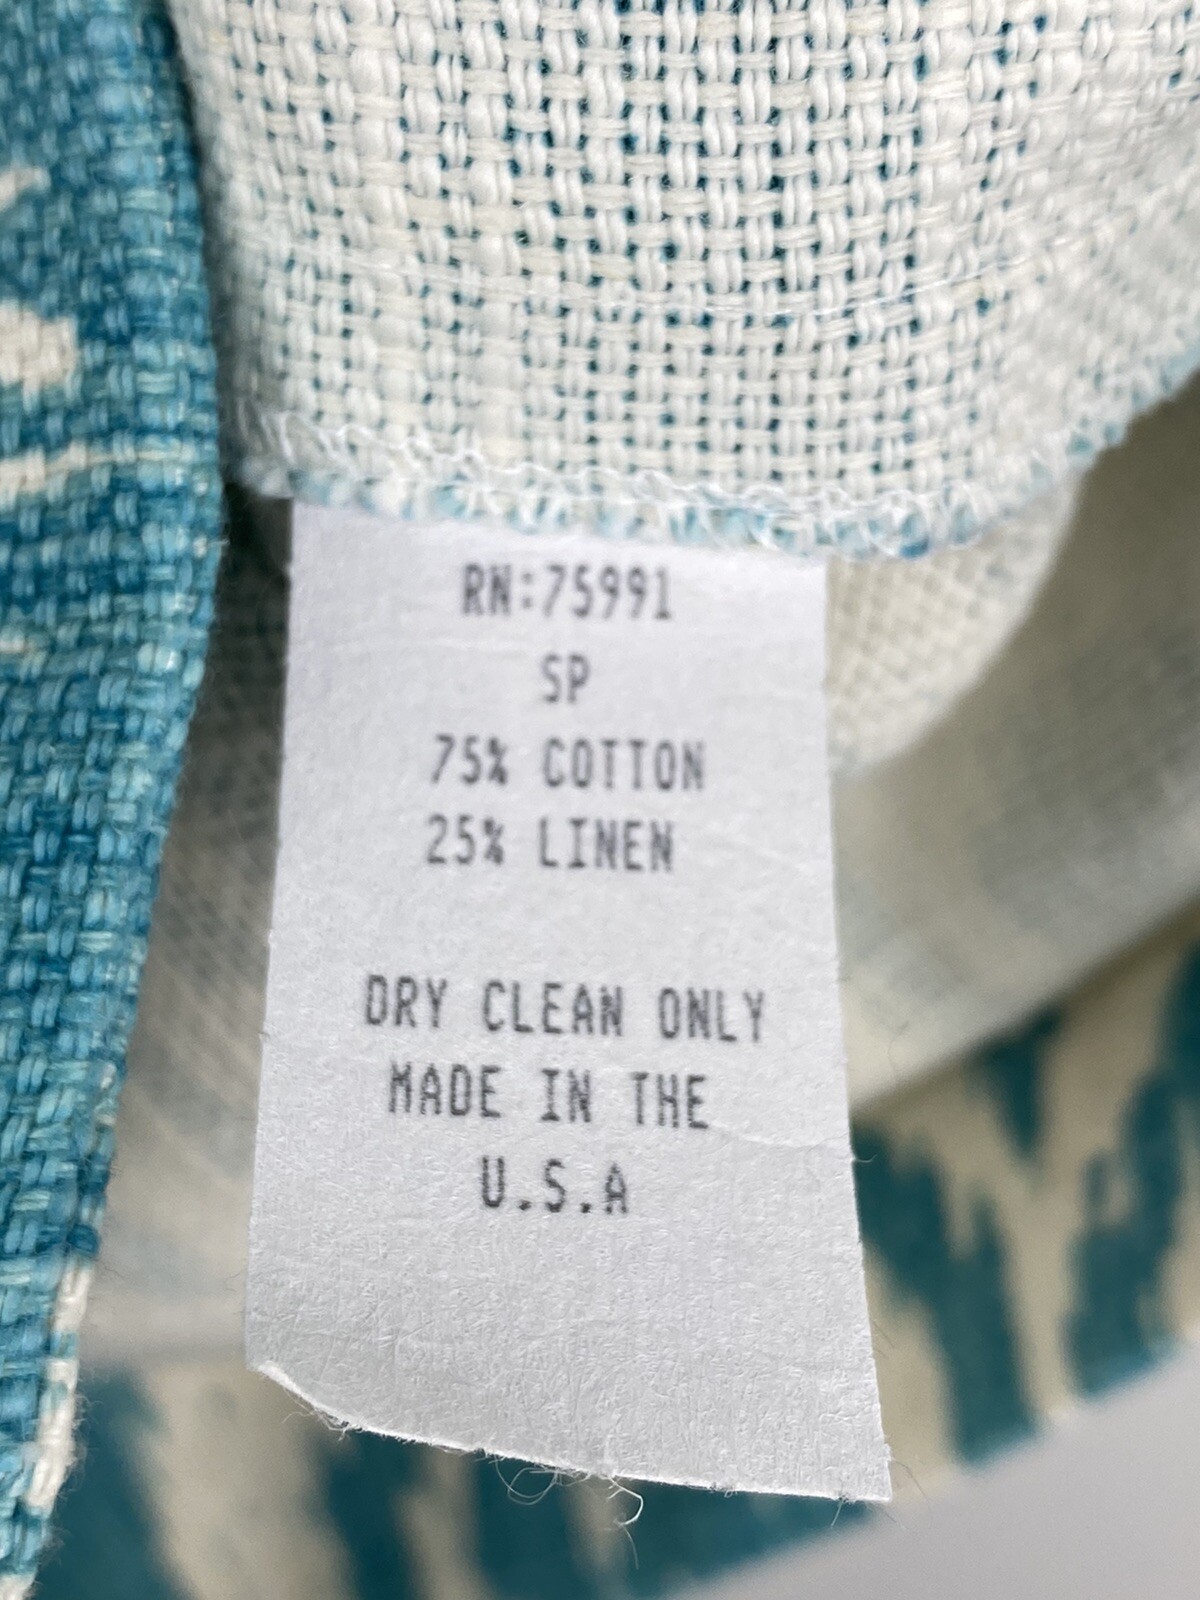 RN:75991
SP
75% COTTON
25% LINEN
DRY CLEAN ONLY
MADE IN THE
U.S.A